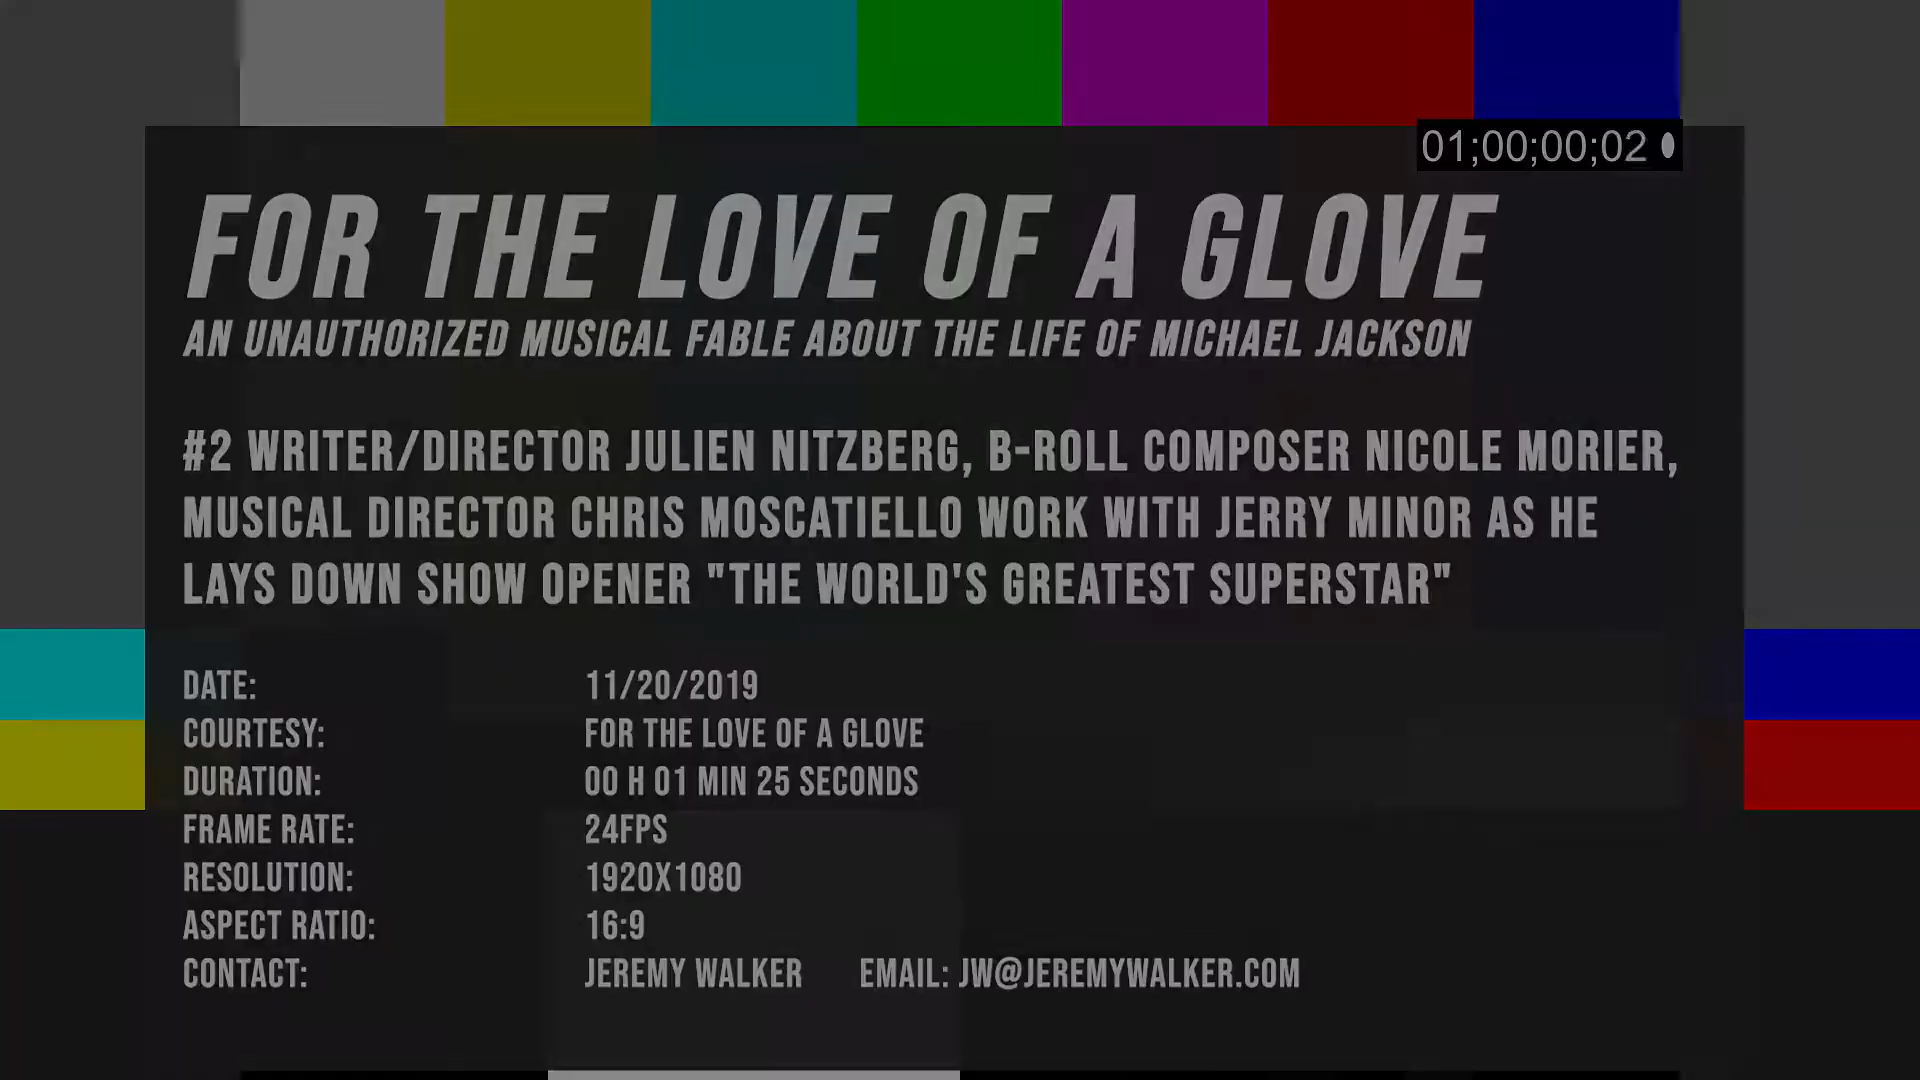 01;00;00;02
FOR THE LOVE OF A GLOVE
AN UNAUTHORIZED MUSICAL FABLE ABOUT THE LIFE OF MICHAEL JACKSON
#2 WRITER/DIRECTOR JULIEN NITZBERG, B-ROLL COMPOSER NICOLE MORIER,
MUSICAL DIRECTOR CHRIS MOSCATIELLO WORK WITH JERRY MINOR AS HE
LAYS DOWN SHOW OPENER "THE WORLD'S GREATEST SUPERSTAR"
DATE: 11/20/2019
COURTESY: FOR THE LOVE OF A GLOVE
DURATION: 00 H 01 MIN 25 SECONDS
FRAME RATE: 24FPS
RESOLUTION: 1920X1080
ASPECT RATIO: 16:9
CONTACT: JEREMY WALKER EMAIL: JW@JEREMYWALKER.COM